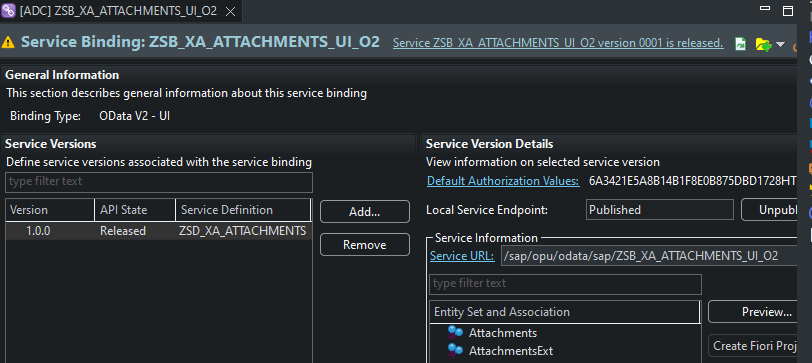 [ADC] ZSB_XA_ATTACHMENTS_UI_O2
Service Binding: ZSB_XA_ATTACHMENTS_UI_O2
Service ZSB_XA_ATTACHMENTS_UI_O2 version 0001 is released.
General Information
This section describes general information about this service binding
Binding Type: OData V2 - UI
Service Versions
Define service versions associated with the service binding
type filter text
Version API State Service Definition
1.0.0 Released ZSD_XA_ATTACHMENTS
Add...
Remove
Service Version Details
View information on selected service version
Default Authorization Values: 6A3421E5A8B14B1F8E0B875DBD1728HT
Local Service Endpoint: Published Unpubl
Service Information
Service URL: /sap/opu/odata/sap/ZSB_XA_ATTACHMENTS_UI_O2
type filter text
Entity Set and Association
Attachments
AttachmentsExt
Preview...
Create Fiori Proj